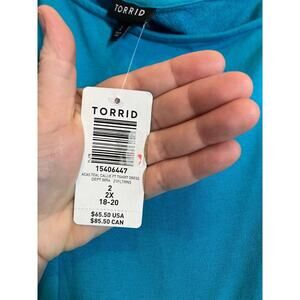 TORRID
TORRID
15406447
2
2X
18-20
$65.50 USA
$85.50 CAN